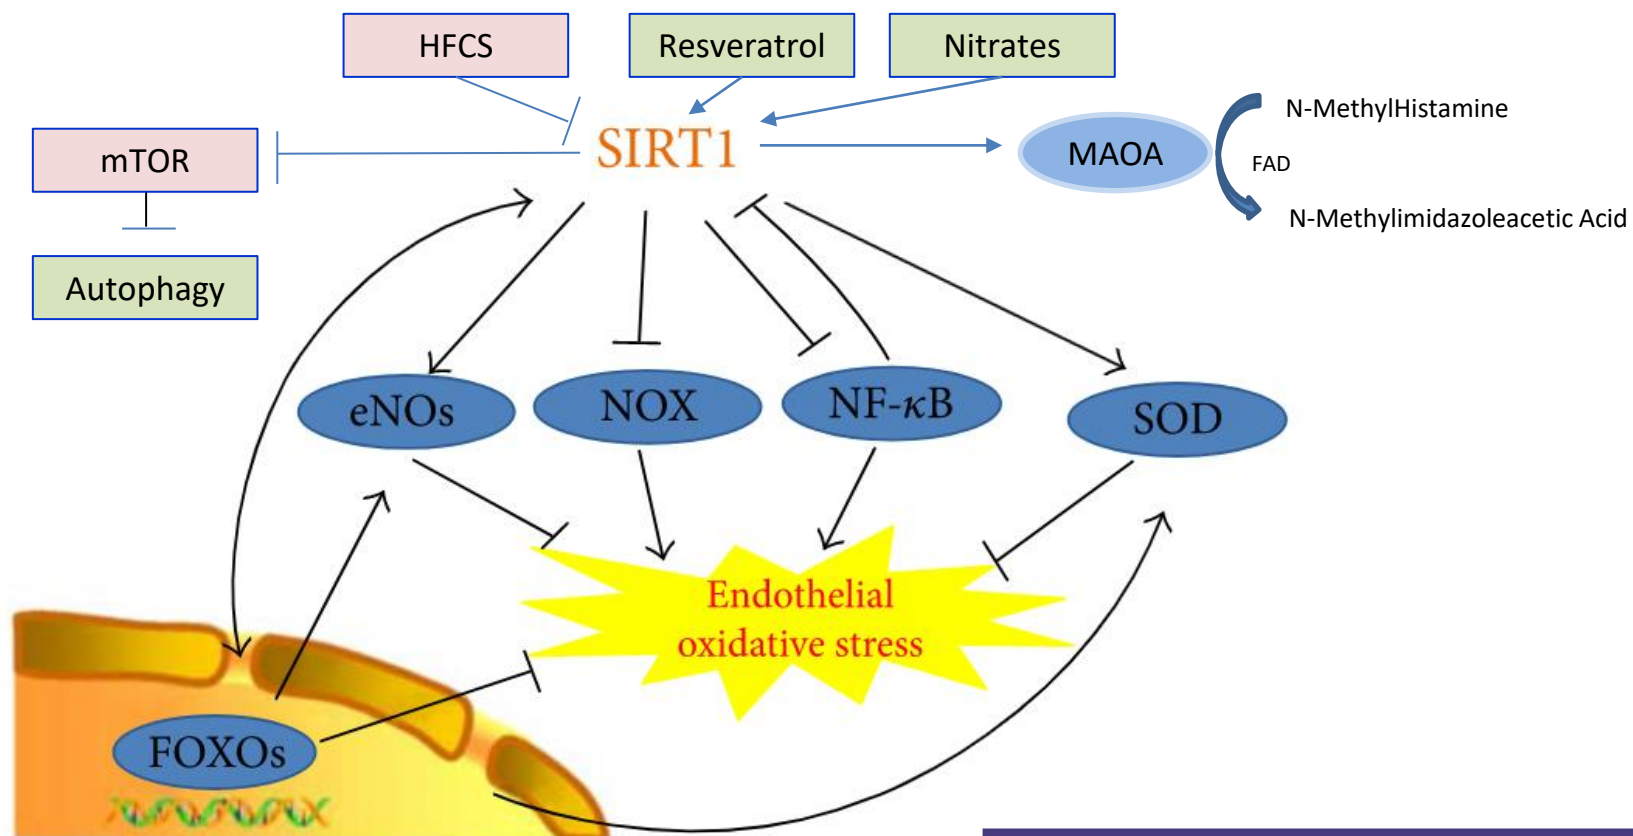 HFCS
Resveratrol
Nitrates
N-MethylHistamine
mTOR
SIRT1
MAOA
FAD
N-Methylimidazoleacetic Acid
Autophagy
eNOs
NOX
NF-κB
SOD
Endothelial
oxidative stress
FOXOs